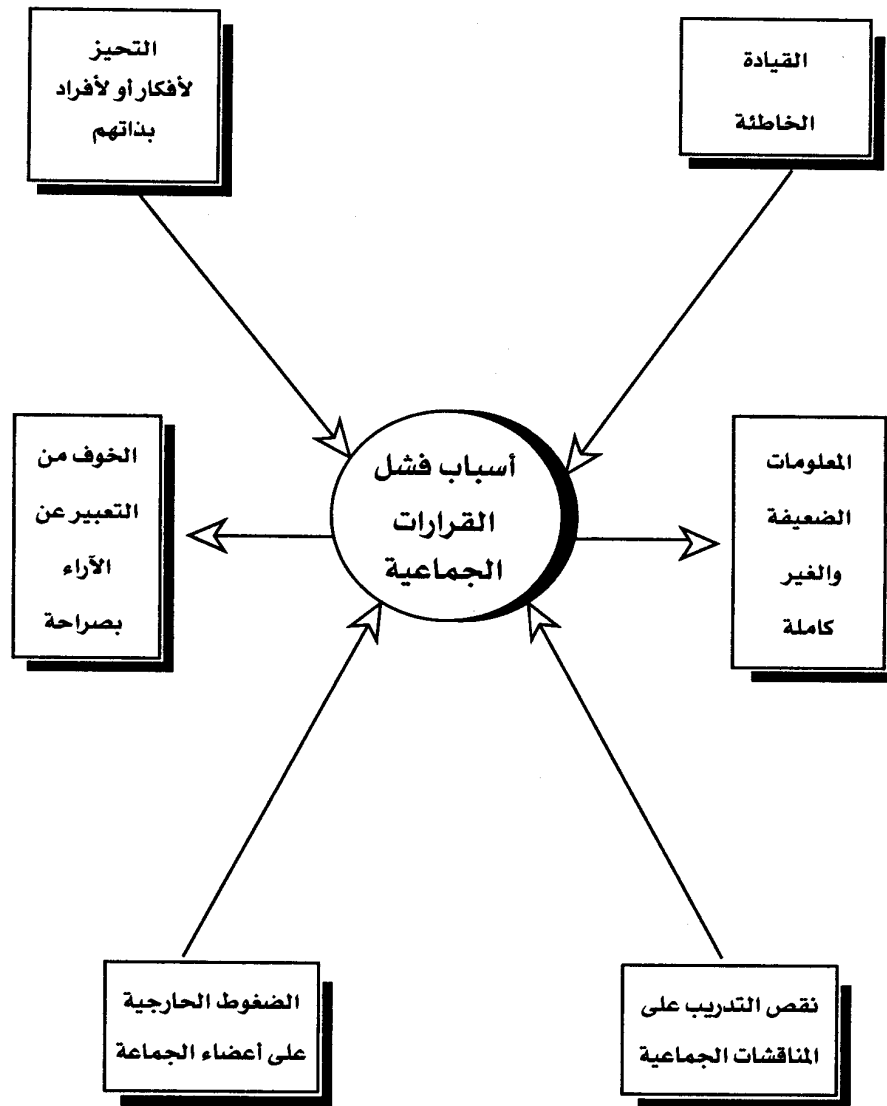 القيادة
الخاطئة
التحيز
لأفكار أو لأفراد
بذاتهم
أسباب فشل
القرارات
الجماعية
المعلومات
الضعيفة
والغير
كاملة
الخوف من
التعبير عن
الآراء
بصراحة
نقص التدريب على
المناقشات الجماعية
الضغوط الحارجية
على أعضاء الجماعة